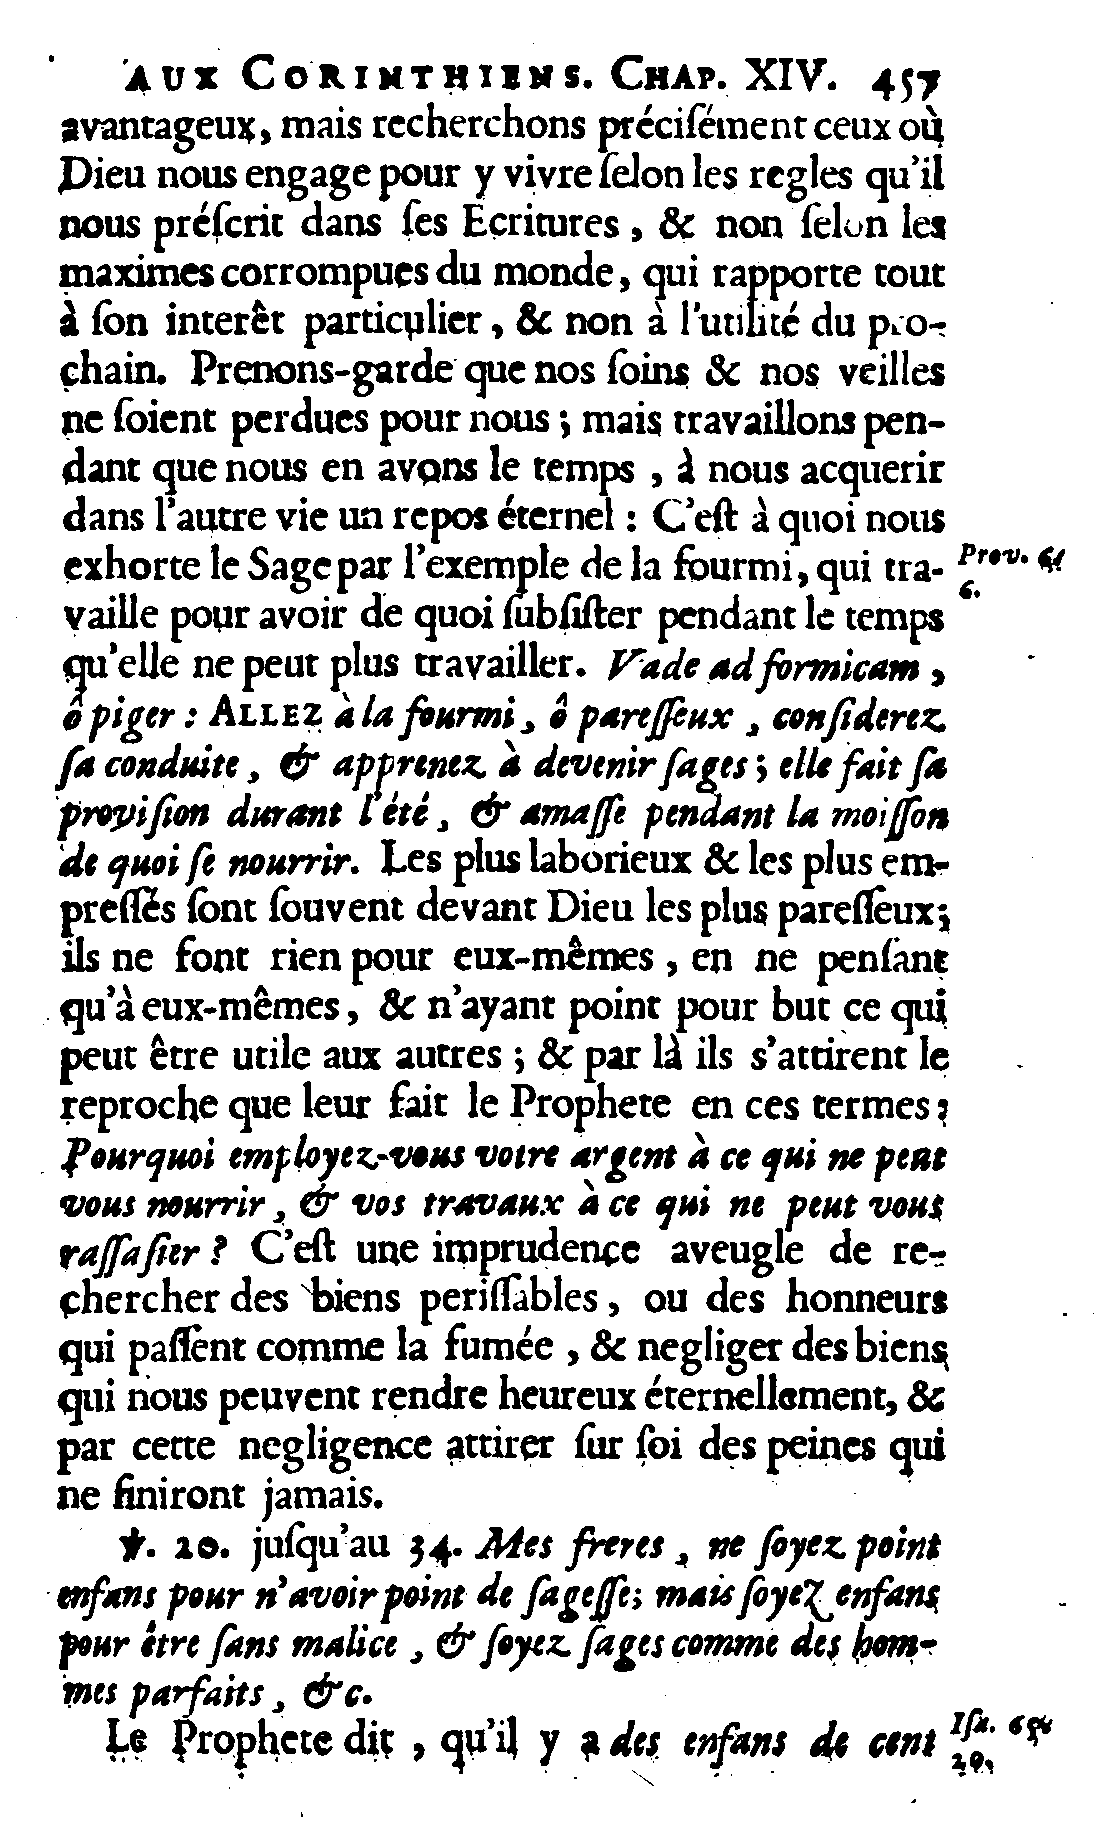 AUX CORINTHIENS. CHAP. XIV. 457
avantageux, mais recherchons préciſément ceux où
Dieu nous engage pour y vivre ſelon les regles qu'il
nous préſcrit dans ſes Ecritures, & non ſelon les
maximes corrompues du monde, qui rapporte tout
à ſon interêt particulier, & non à l'utilité du pro-
chain. Prenons-garde que nos ſoins & nos veilles
ne ſoient perdues pour nous ; mais travaillons pen-
dant que nous en avons le temps, à nous acquerir
dans l'autre vie un repos éternel : C'eſt à quoi nous
exhorte le Sage par l'exemple de la fourmi, qui tra-
Prov. 6.
6.
vaille pour avoir de quoi ſubſiſter pendant le temps
qu'elle ne peut plus travailler. Vade ad formicam,
ô piger : ALLEZ à la fourmi, ô pareſſeux, conſiderez
ſa conduite, & apprenez à devenir ſages ; elle fait ſa
proviſion durant l'été, & amaſſe pendant la moiſſon
de quoi ſe nourrir. Les plus laborieux & les plus em-
preſſés ſont ſouvent devant Dieu les plus pareſſeux ;
ils ne font rien pour eux-mêmes, en ne penſant
qu'à eux-mêmes, & n'ayant point pour but ce qui
peut être utile aux autres ; & par là ils s'attirent le
reproche que leur fait le Prophete en ces termes :
Pourquoi employez-vous votre argent à ce qui ne peut
vous nourrir, & vos travaux à ce qui ne peut vous
raſſaſier ? C'eſt une imprudence aveugle de re-
chercher des biens periſſables, ou des honneurs
qui paſſent comme la fumée, & negliger des biens
qui nous peuvent rendre heureux éternellement, &
par cette negligence attirer ſur ſoi des peines qui
ne finiront jamais.
℣. 20. juſqu'au 34. Mes freres, ne ſoyez point
enfans pour n'avoir point de ſageſſe ; mais ſoyez enfans
pour être ſans malice, & ſoyez ſages comme des hom-
mes parfaits, &c.
Le Prophete dit, qu'il y a des enfans de cent
Iſa. 65.
20.